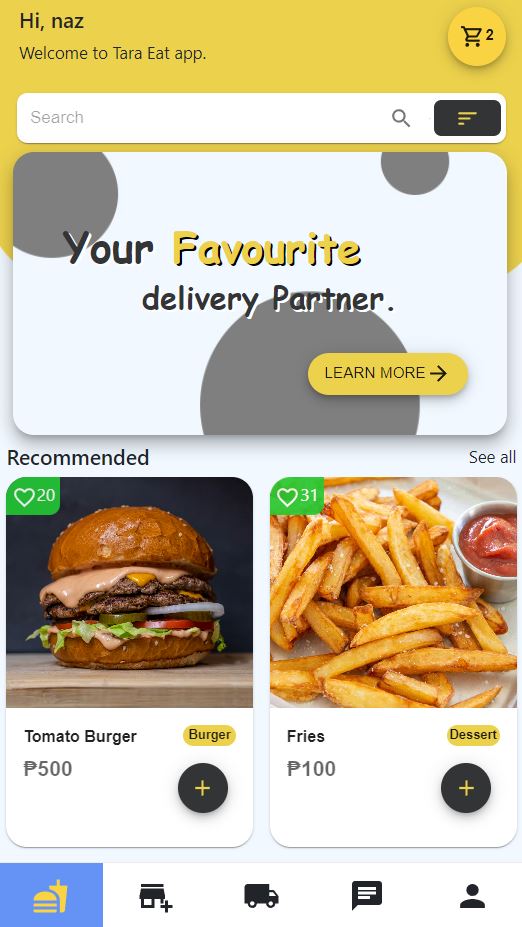 Hi, naz
2
Welcome to Tara Eat app.
Search
Your Favourite
delivery Partner.
LEARN MORE
Recommended
See all
20
31
Tomato Burger
Burger
₱500
Fries
Dessert
₱100